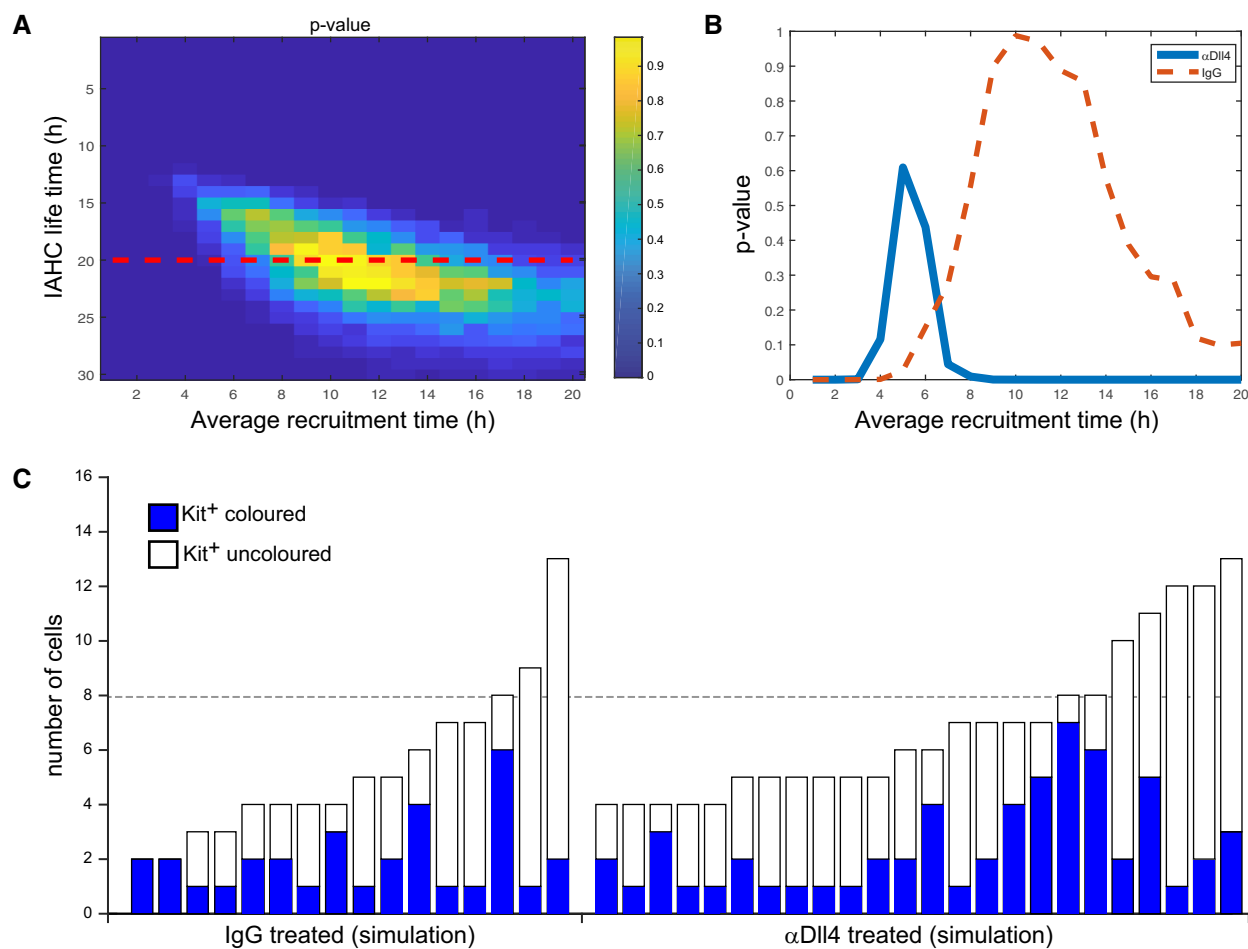 A
p-value
IAHC life time (h)
5
10
15
20
25
30
2 4 6 8 10 12 14 16 18 20
Average recruitment time (h)
0.9
0.8
0.7
0.6
0.5
0.4
0.3
0.2
0.1
0
B
p-value
1
0.9
0.8
0.7
0.6
0.5
0.4
0.3
0.2
0.1
0
0 2 4 6 8 10 12 14 16 18 20
Average recruitment time (h)
αDll4
IgG
C
number of cells
16
14
12
10
8
6
4
2
0
Kit+ coloured
Kit+ uncoloured
IgG treated (simulation)
αDll4 treated (simulation)